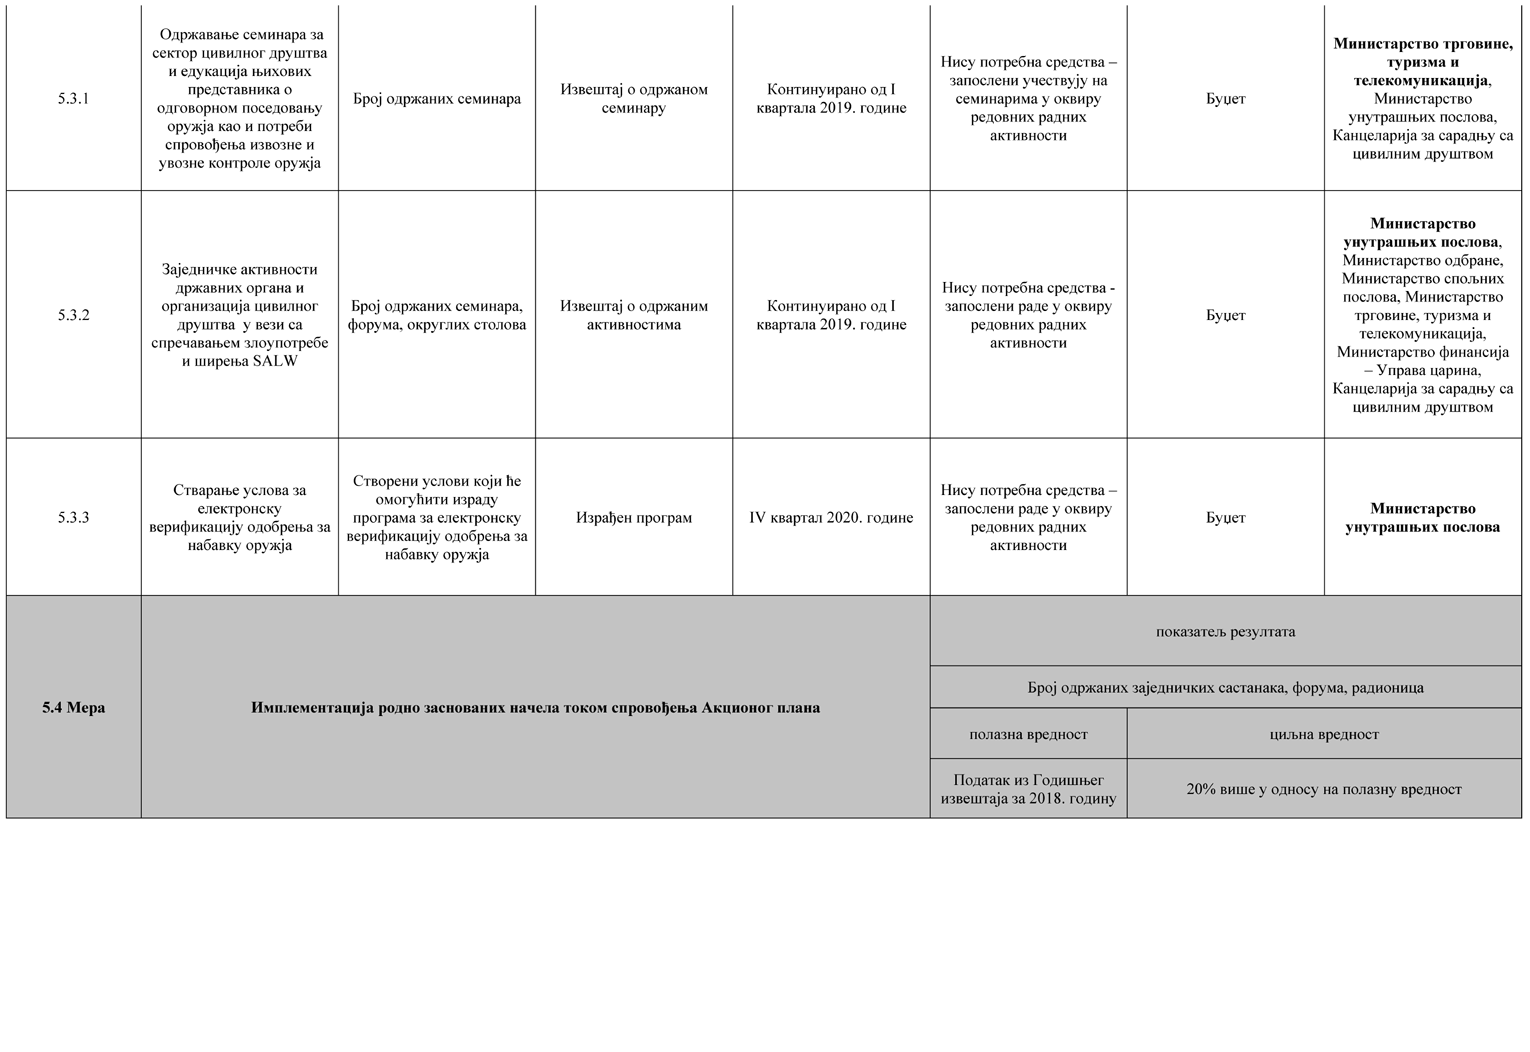 5.3.1
Одржавање семинара за
сектор цивилног друштва
и едукација њихових
представника о
одговорном поседовању
оружја као и потреби
спровођења извозне и
увозне контроле оружја
Број одржаних семинара
Извештај о одржаном
семинару
Континуирано од I
квартала 2019. године
Нису потребна средства –
запослени учествују на
семинарима у оквиру
редовних радних
активности
Буџет
Министарство трговине,
туризма и
телекомуникација,
Министарство
унутрашњих послова,
Канцеларија за сарадњу са
цивилним друштвом
5.3.2
Заједничке активности
државних органа и
организација цивилног
друштва у вези са
спречавањем злоупотребе
и ширења SALW
Број одржаних семинара,
форума, округлих столова
Извештај о одржаним
активностима
Континуирано од I
квартала 2019. године
Нису потребна средства -
запослени раде у оквиру
редовних радних
активности
Буџет
Министарство
унутрашњих послова,
Министарство одбране,
Министарство спољних
послова, Министарство
трговине, туризма и
телекомуникација,
Министарство финансија
– Управа царина,
Канцеларија за сарадњу са
цивилним друштвом
5.3.3
Стварање услова за
електронску
верификацију одобрења за
набавку оружја
Створени услови који ће
омогућити израду
програма за електронску
верификацију одобрења за
набавку оружја
Израђен програм
IV квартал 2020. године
Нису потребна средства –
запослени раде у оквиру
редовних радних
активности
Буџет
Министарство
унутрашњих послова
5.4 Мера
Имплементација родно заснованих начела током спровођења Акционог плана
показатељ резултата
Број одржаних заједничких састанака, форума, радионица
полазна вредност
циљна вредност
Податак из Годишњег
извештаја за 2018. годину
20% више у односу на полазну вредност